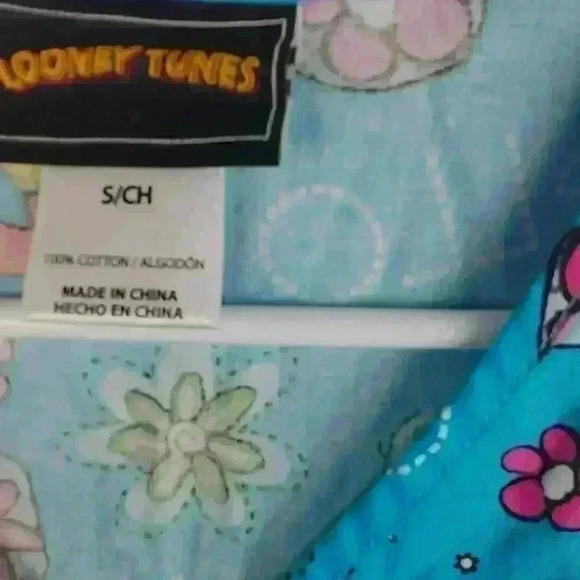 LOONEY TUNES
S/CH
100% COTTON / ALGODÓN
MADE IN CHINA
HECHO EN CHINA